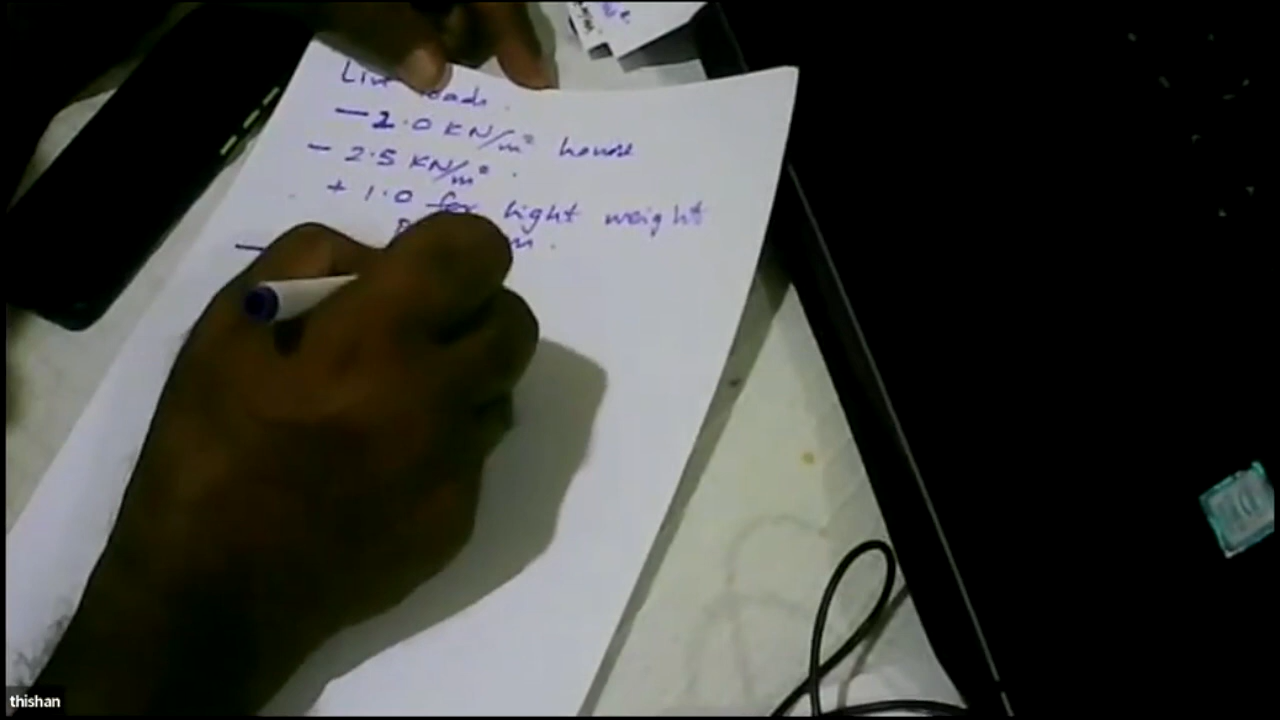 Live loads.
— 2.0 KN/m² house
— 2.5 KN/m².
+ 1.0 for light weight
—
thishan